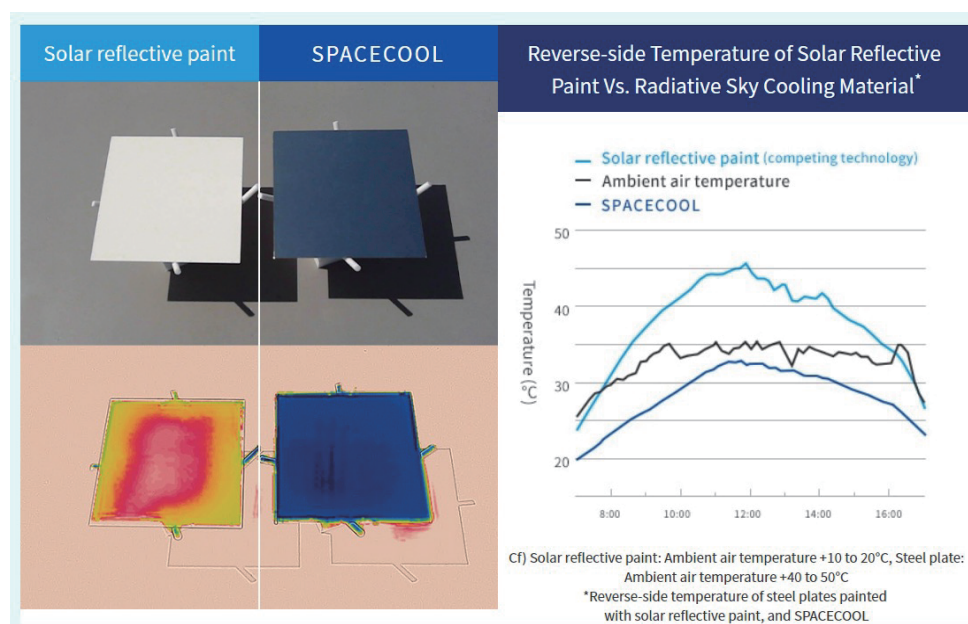 Solar reflective paint
SPACECOOL
Reverse-side Temperature of Solar Reflective
Paint Vs. Radiative Sky Cooling Material*
Solar reflective paint (competing technology)
Ambient air temperature
SPACECOOL
Temperature (°C)
50
40
30
20
8:00 10:00 12:00 14:00 16:00
Cf) Solar reflective paint: Ambient air temperature +10 to 20°C, Steel plate:
Ambient air temperature +40 to 50°C
*Reverse-side temperature of steel plates painted
with solar reflective paint, and SPACECOOL